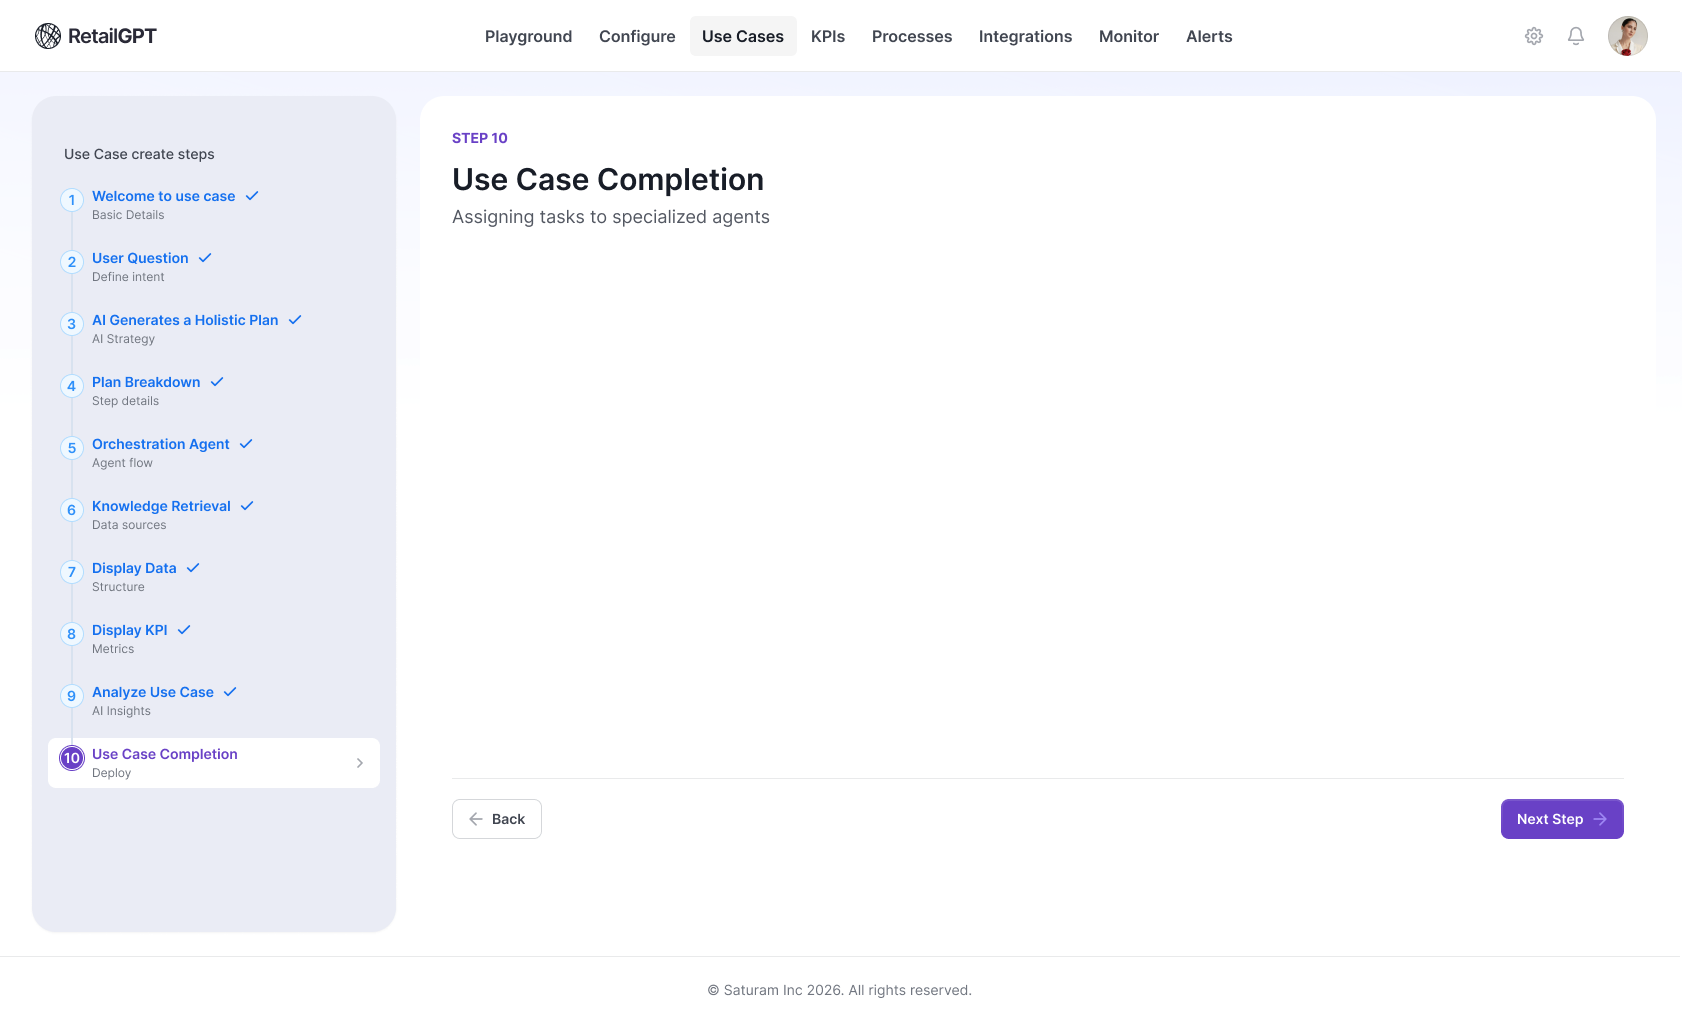 RetailGPT
Playground
Configure
Use Cases
KPIs
Processes
Integrations
Monitor
Alerts
Use Case create steps
1
Welcome to use case
Basic Details
2
User Question
Define intent
3
AI Generates a Holistic Plan
AI Strategy
4
Plan Breakdown
Step details
5
Orchestration Agent
Agent flow
6
Knowledge Retrieval
Data sources
7
Display Data
Structure
8
Display KPI
Metrics
9
Analyze Use Case
AI Insights
10
Use Case Completion
Deploy
STEP 10
Use Case Completion
Assigning tasks to specialized agents
Back
Next Step
© Saturam Inc 2026. All rights reserved.